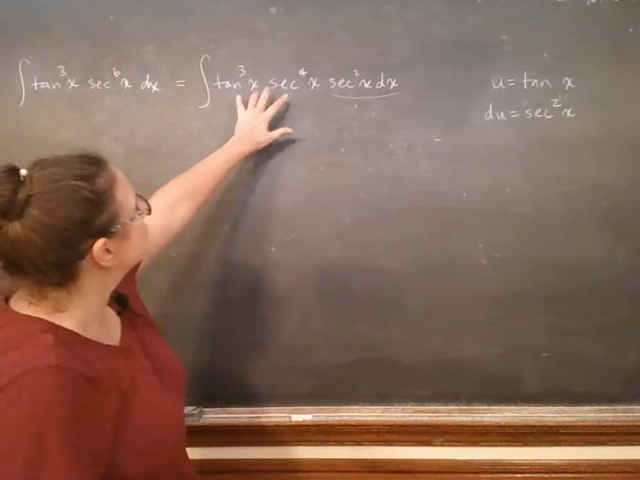 ∫ tan³x sec⁶x dx = ∫ tan³x sec⁴x sec²x dx
u = tan x
du = sec²x